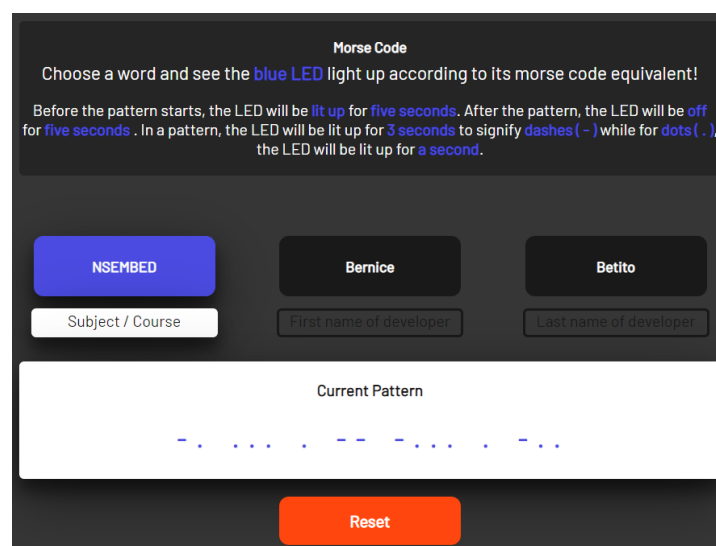 Morse Code
Choose a word and see the blue LED light up according to its morse code equivalent!
Before the pattern starts, the LED will be lit up for five seconds. After the pattern, the LED will be off
for five seconds . In a pattern, the LED will be lit up for 3 seconds to signify dashes ( - ) while for dots ( . ),
the LED will be lit up for a second.
NSEMBED Bernice Betito
Subject / Course First name of developer Last name of developer
Current Pattern
-. ... . -- -... . -..
Reset